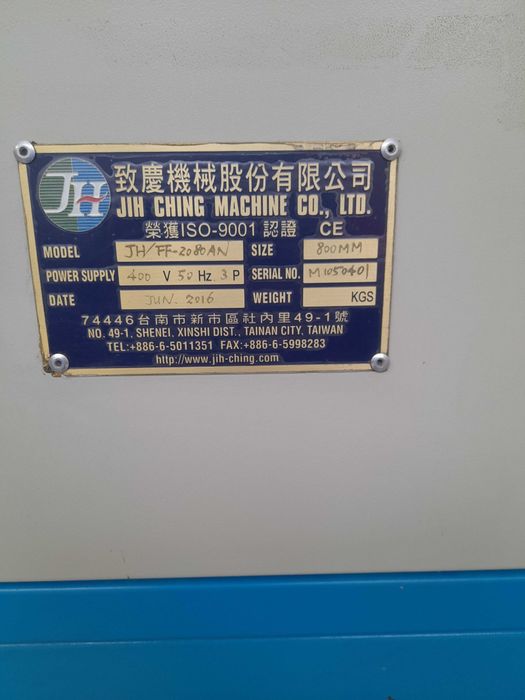 JH 致慶機械股份有限公司
JIH CHING MACHINE CO., LTD.
榮獲ISO-9001 認證 CE
MODEL JH/FF-2080AN SIZE 800MM
POWER SUPPLY 400 V 50 Hz 3 P SERIAL NO. M1050401
DATE JUN. 2016 WEIGHT KGS
74446台南市新市區社內里49-1號
NO. 49-1, SHENEI, XINSHI DIST., TAINAN CITY, TAIWAN
TEL:+886-6-5011351 FAX:+886-6-5998283
http://www.jih-ching.com